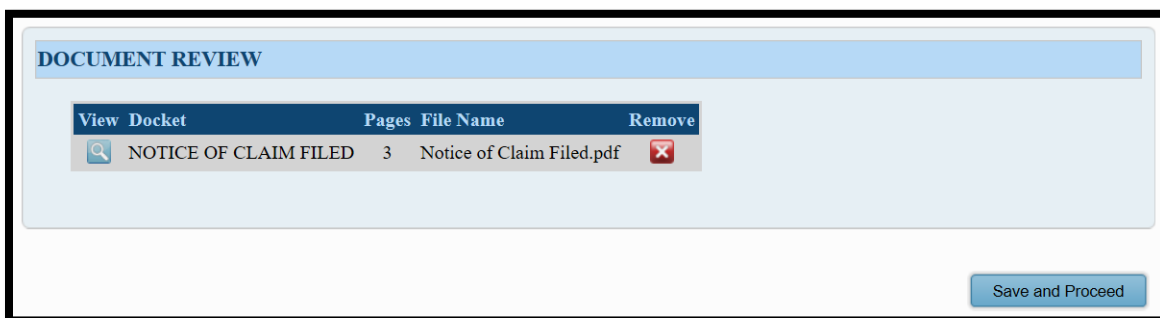 DOCUMENT REVIEW
View Docket Pages File Name Remove
NOTICE OF CLAIM FILED 3 Notice of Claim Filed.pdf
Save and Proceed